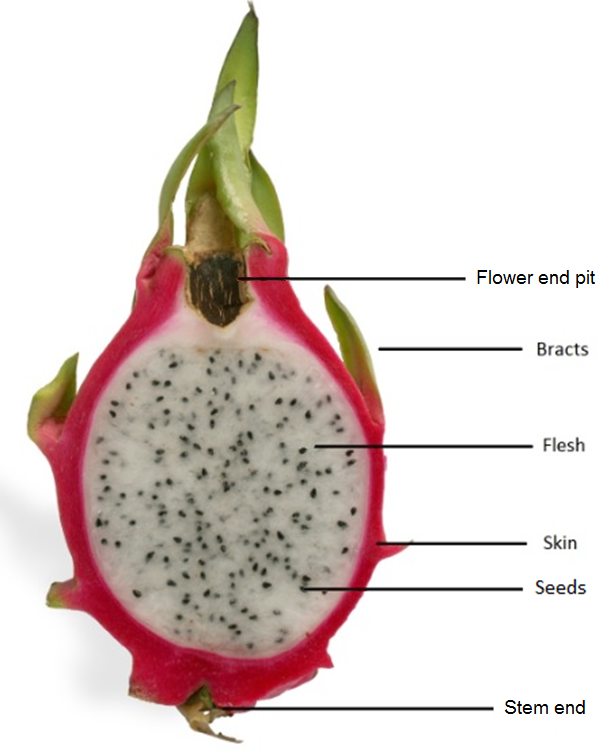 Flower end pit
Bracts
Flesh
Skin
Seeds
Stem end